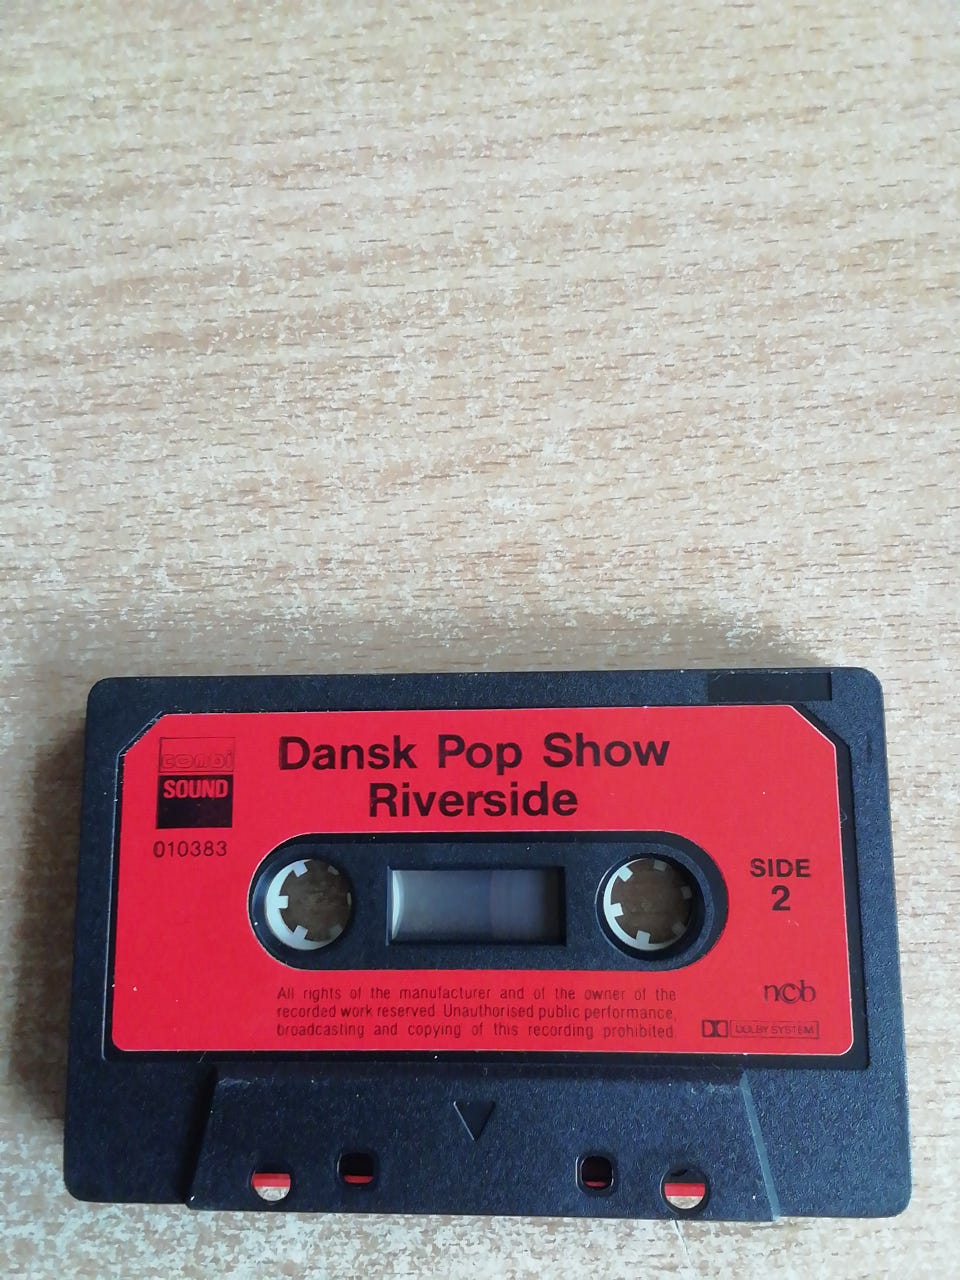 Dansk Pop Show
Riverside
combi
SOUND
010383
SIDE
2
All rights of the manufacturer and of the owner of the
recorded work reserved. Unauthorised public performance,
broadcasting and copying of this recording prohibited.
ncb
DOLBY SYSTEM